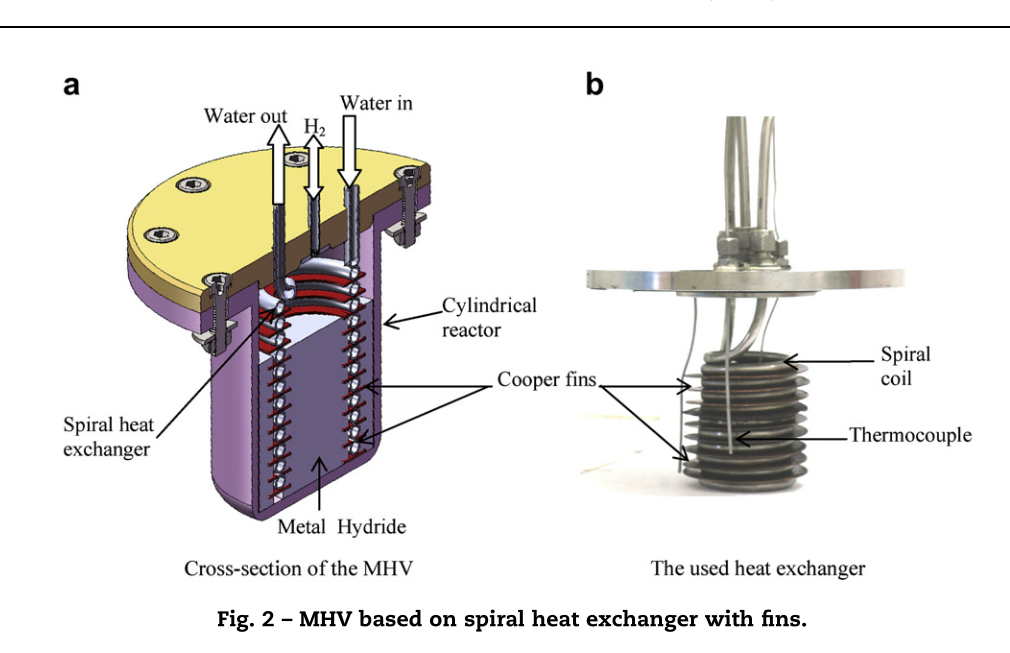 a
b
Water in
Water out
H₂
Cylindrical
reactor
Spiral
coil
Cooper fins
Spiral heat
exchanger
Thermocouple
Metal Hydride
Cross-section of the MHV
The used heat exchanger
Fig. 2 – MHV based on spiral heat exchanger with fins.